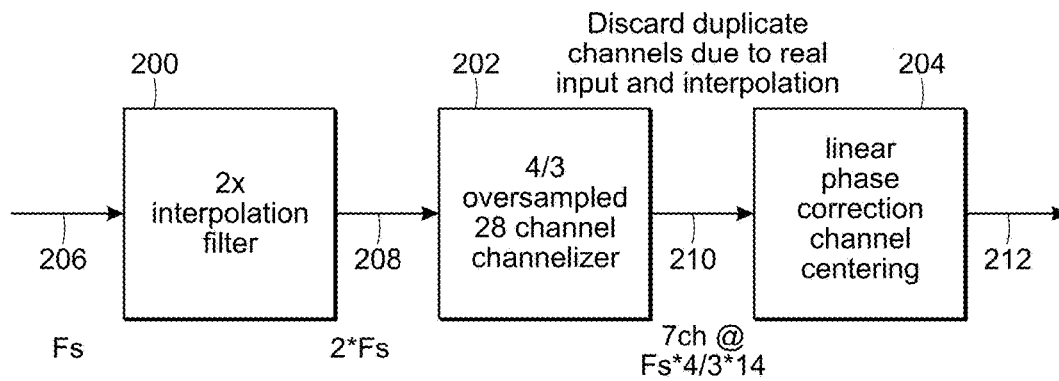 Discard duplicate
channels due to real
input and interpolation
200
202
204
2x
interpolation
filter
4/3
oversampled
28 channel
channelizer
linear
phase
correction
channel
centering
206
208
210
212
Fs
2*Fs
7ch @
Fs*4/3*14